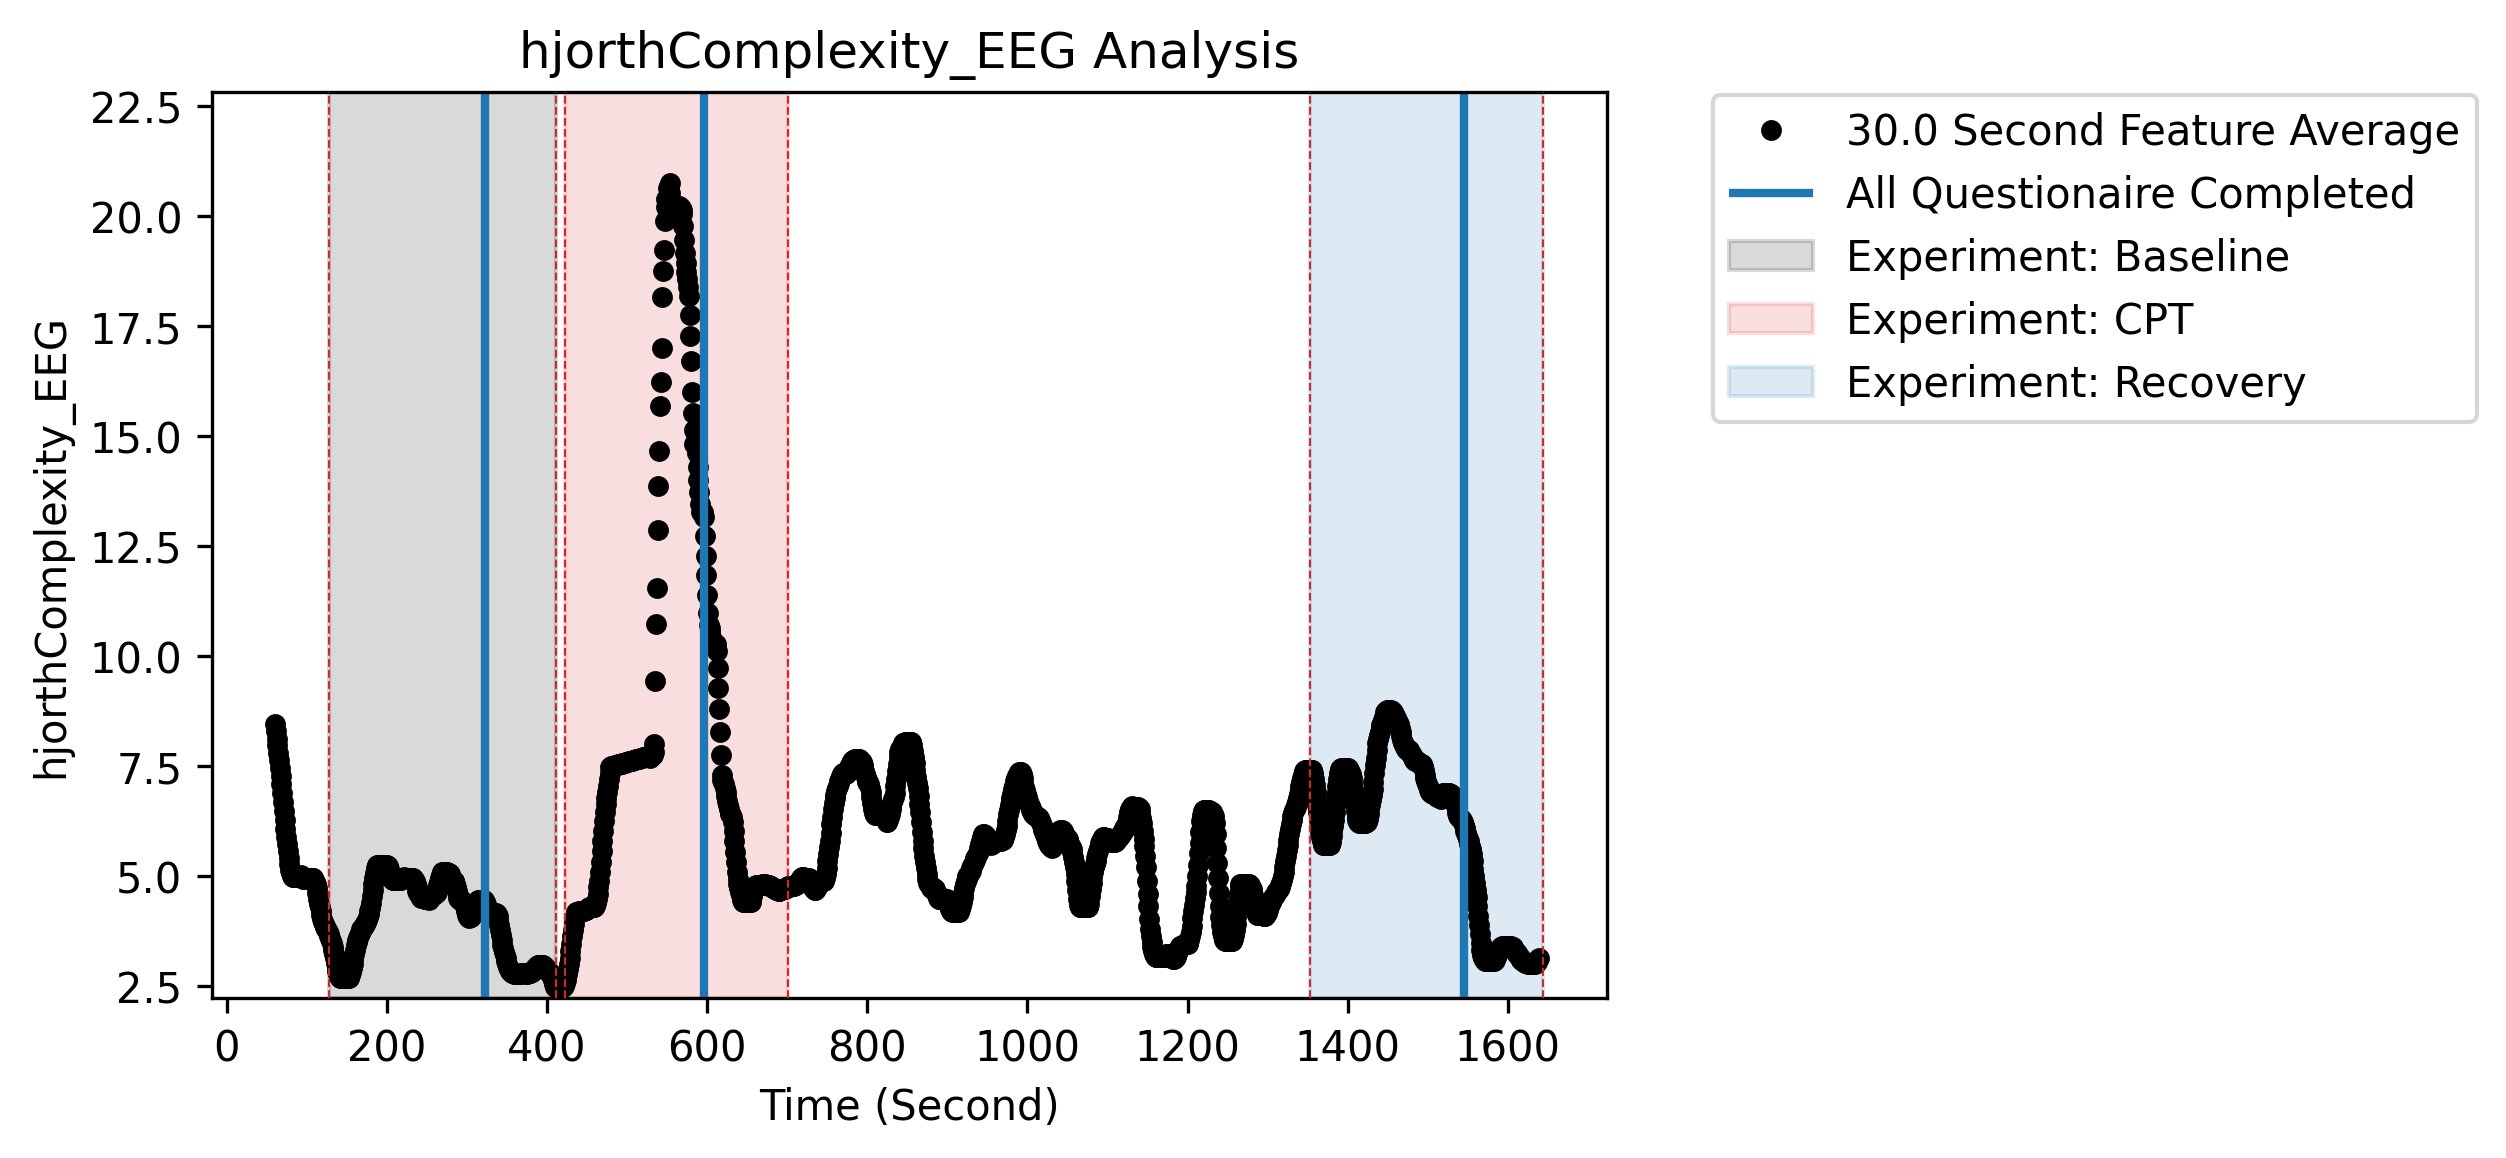 hjorthComplexity_EEG Analysis
22.5
20.0
17.5
15.0
12.5
10.0
7.5
5.0
2.5
hjorthComplexity_EEG
0 200 400 600 800 1000 1200 1400 1600
Time (Second)
30.0 Second Feature Average
All Questionaire Completed
Experiment: Baseline
Experiment: CPT
Experiment: Recovery